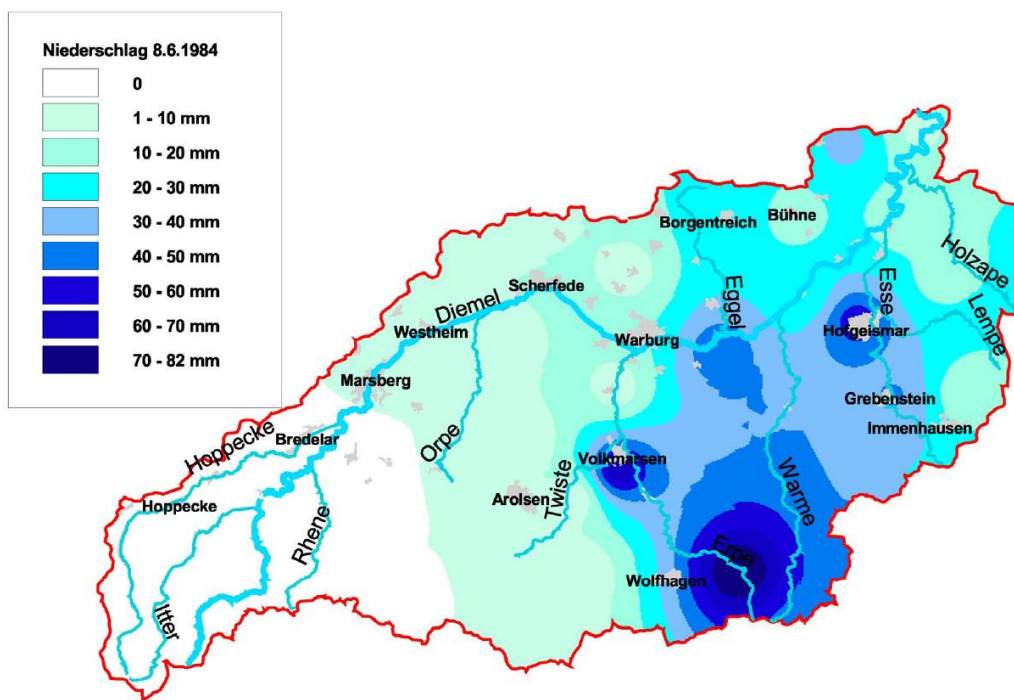 Niederschlag 8.6.1984
0
1 - 10 mm
10 - 20 mm
20 - 30 mm
30 - 40 mm
40 - 50 mm
50 - 60 mm
60 - 70 mm
70 - 82 mm
Borgentreich
Bühne
Holzape
Diemel
Scherfede
Eggel
Esse
Lempe
Westheim
Warburg
Hofgeismar
Marsberg
Grebenstein
Immenhausen
Hoppecke
Bredelar
Orpe
Volkmarsen
Twiste
Warme
Hoppecke
Arolsen
Rhene
Erpe
Wolfhagen
Itter